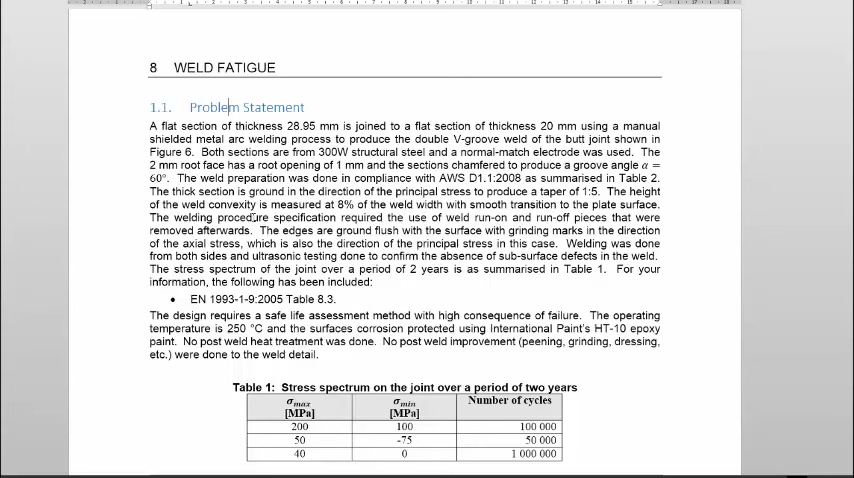 8 WELD FATIGUE
1.1. Problem Statement
A flat section of thickness 28.95 mm is joined to a flat section of thickness 20 mm using a manual
shielded metal arc welding process to produce the double V-groove weld of the butt joint shown in
Figure 6. Both sections are from 300W structural steel and a normal-match electrode was used. The
2 mm root face has a root opening of 1 mm and the sections chamfered to produce a groove angle α =
60°. The weld preparation was done in compliance with AWS D1.1:2008 as summarised in Table 2.
The thick section is ground in the direction of the principal stress to produce a taper of 1:5. The height
of the weld convexity is measured at 8% of the weld width with smooth transition to the plate surface.
The welding procedure specification required the use of weld run-on and run-off pieces that were
removed afterwards. The edges are ground flush with the surface with grinding marks in the direction
of the axial stress, which is also the direction of the principal stress in this case. Welding was done
from both sides and ultrasonic testing done to confirm the absence of sub-surface defects in the weld.
The stress spectrum of the joint over a period of 2 years is as summarised in Table 1. For your
information, the following has been included:
• EN 1993-1-9:2005 Table 8.3.
The design requires a safe life assessment method with high consequence of failure. The operating
temperature is 250 °C and the surfaces corrosion protected using International Paint's HT-10 epoxy
paint. No post weld heat treatment was done. No post weld improvement (peening, grinding, dressing,
etc.) were done to the weld detail.
Table 1: Stress spectrum on the joint over a period of two years
σmax σmin Number of cycles
[MPa] [MPa]
200 100 100 000
50 -75 50 000
40 0 1 000 000